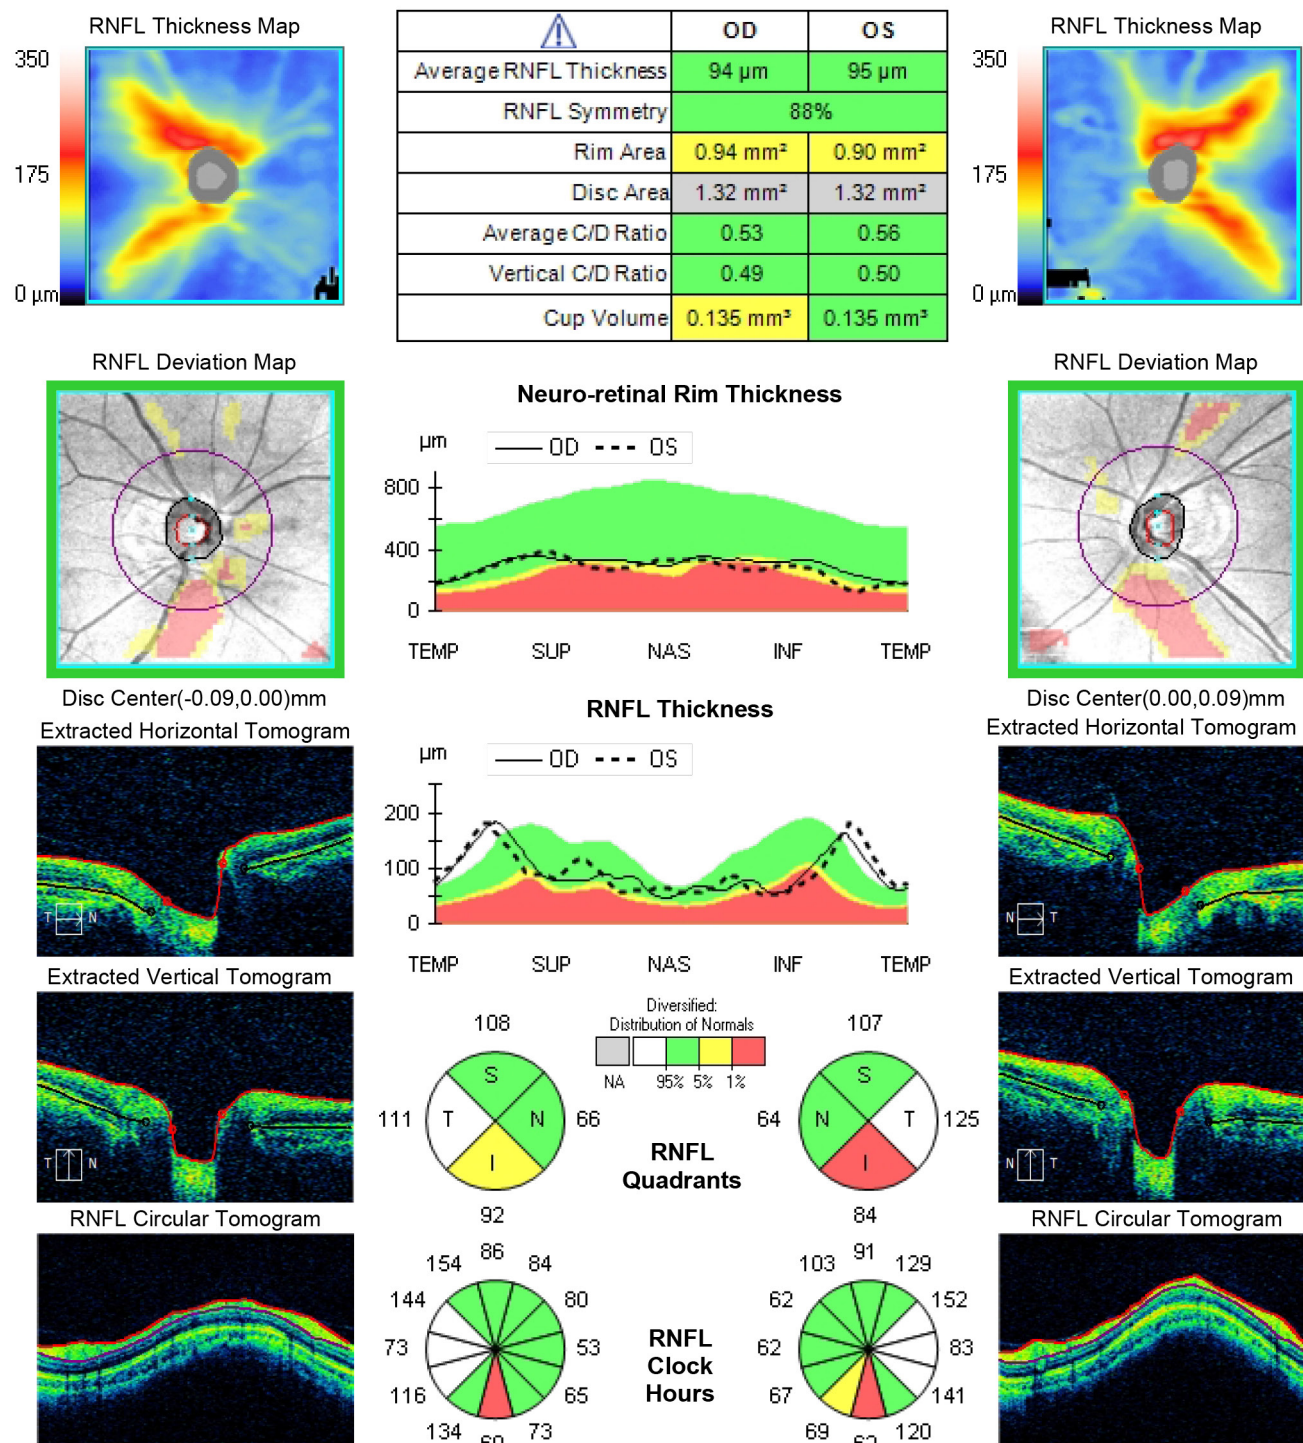 RNFL Thickness Map
350
175
0 µm
OD OS
Average RNFL Thickness 94 µm 95 µm
RNFL Symmetry 88%
Rim Area 0.94 mm² 0.90 mm²
Disc Area 1.32 mm² 1.32 mm²
Average C/D Ratio 0.53 0.56
Vertical C/D Ratio 0.49 0.50
Cup Volume 0.135 mm³ 0.135 mm³
RNFL Thickness Map
350
175
0 µm
RNFL Deviation Map
Disc Center(-0.09,0.00)mm
Neuro-retinal Rim Thickness
µm
OD OS
800
400
0
TEMP SUP NAS INF TEMP
RNFL Deviation Map
Disc Center(0.00,0.09)mm
Extracted Horizontal Tomogram
T N
RNFL Thickness
µm
OD OS
200
100
0
TEMP SUP NAS INF TEMP
Extracted Horizontal Tomogram
N T
Extracted Vertical Tomogram
T N
Extracted Vertical Tomogram
N T
Diversified:
Distribution of Normals
NA 95% 5% 1%
108
S
111 T N 66
I
92
RNFL
Quadrants
107
S
64 N T 125
I
84
RNFL Circular Tomogram
RNFL Circular Tomogram
86
154 84
144 80
73 53
116 65
134 73
RNFL
Clock
Hours
91
103 129
62 152
62 83
67 141
69 120